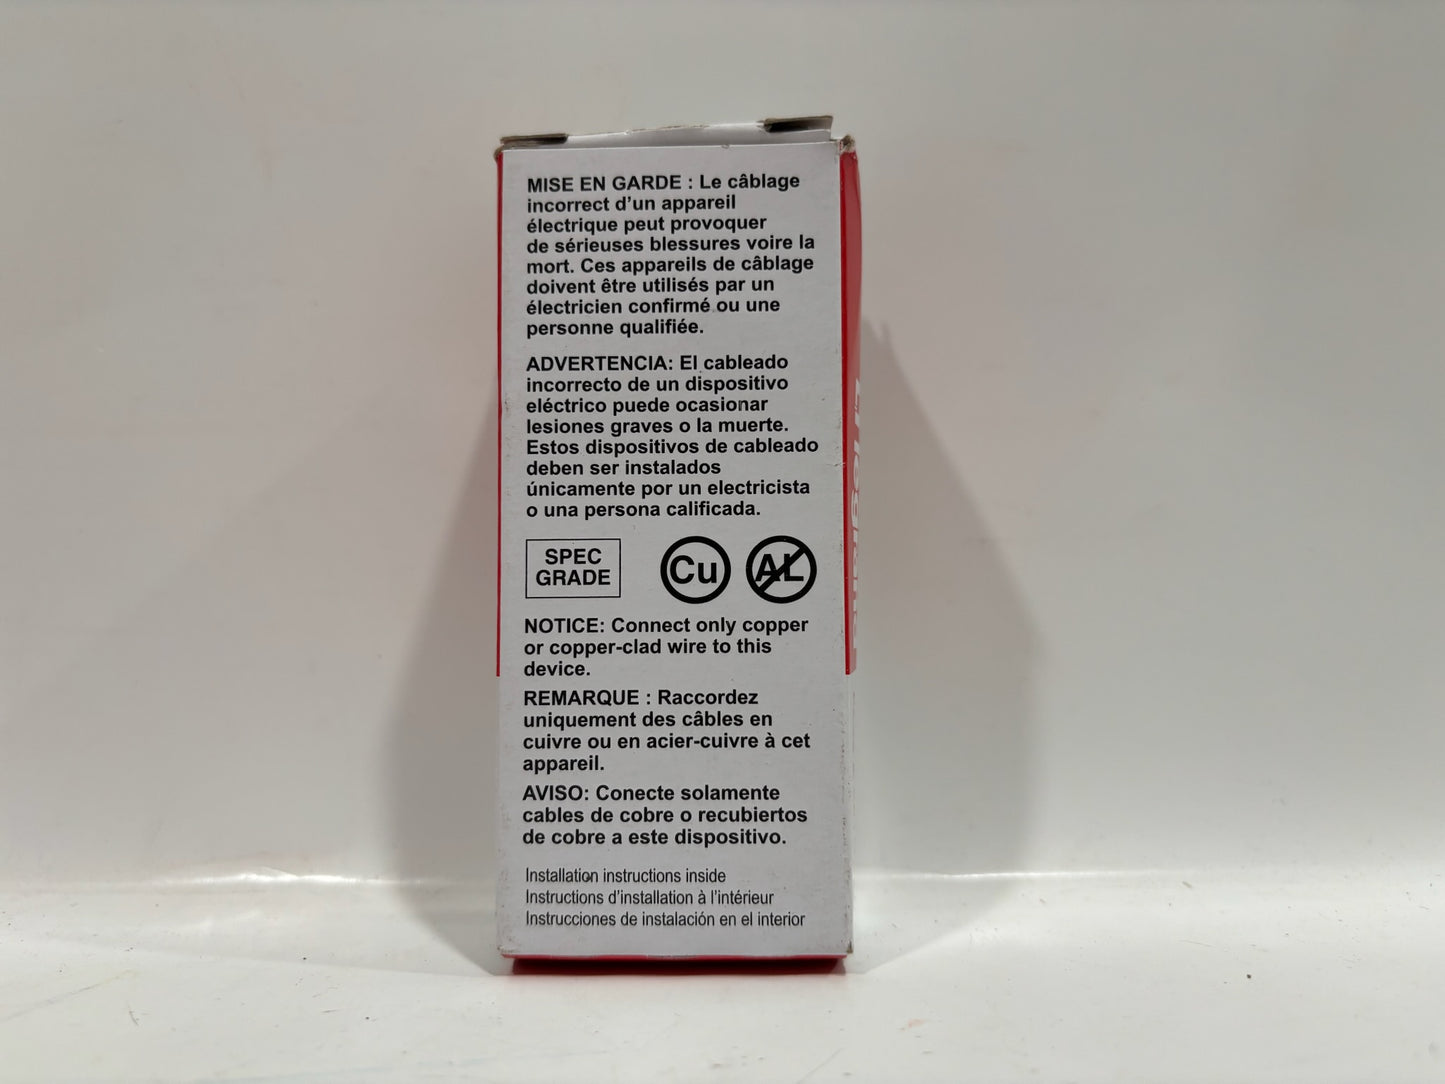 MISE EN GARDE : Le câblage
incorrect d'un appareil
électrique peut provoquer
de sérieuses blessures voire la
mort. Ces appareils de câblage
doivent être utilisés par un
électricien confirmé ou une
personne qualifiée.
ADVERTENCIA: El cableado
incorrecto de un dispositivo
eléctrico puede ocasionar
lesiones graves o la muerte.
Estos dispositivos de cableado
deben ser instalados
únicamente por un electricista
o una persona calificada.
SPEC
GRADE
Cu
AL
NOTICE: Connect only copper
or copper-clad wire to this
device.
REMARQUE : Raccordez
uniquement des câbles en
cuivre ou en acier-cuivre à cet
appareil.
AVISO: Conecte solamente
cables de cobre o recubiertos
de cobre a este dispositivo.
Installation instructions inside
Instructions d'installation à l'intérieur
Instrucciones de instalación en el interior